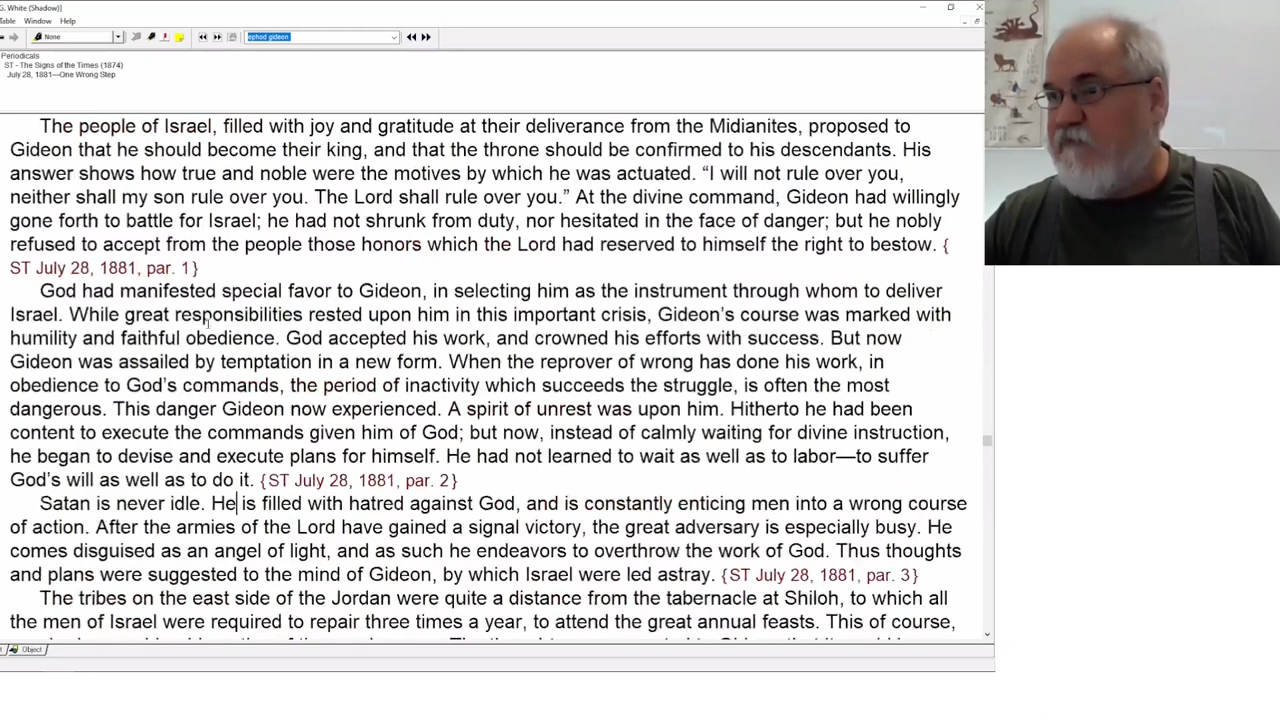 G. White (Shadow)]
Table Window Help
None
ephod gideon
Periodicals
ST - The Signs of the Times (1874)
July 28, 1881—One Wrong Step
The people of Israel, filled with joy and gratitude at their deliverance from the Midianites, proposed to
Gideon that he should become their king, and that the throne should be confirmed to his descendants. His
answer shows how true and noble were the motives by which he was actuated. “I will not rule over you,
neither shall my son rule over you. The Lord shall rule over you.” At the divine command, Gideon had willingly
gone forth to battle for Israel; he had not shrunk from duty, nor hesitated in the face of danger; but he nobly
refused to accept from the people those honors which the Lord had reserved to himself the right to bestow. {
ST July 28, 1881, par. 1}
God had manifested special favor to Gideon, in selecting him as the instrument through whom to deliver
Israel. While great responsibilities rested upon him in this important crisis, Gideon’s course was marked with
humility and faithful obedience. God accepted his work, and crowned his efforts with success. But now
Gideon was assailed by temptation in a new form. When the reprover of wrong has done his work, in
obedience to God’s commands, the period of inactivity which succeeds the struggle, is often the most
dangerous. This danger Gideon now experienced. A spirit of unrest was upon him. Hitherto he had been
content to execute the commands given him of God; but now, instead of calmly waiting for divine instruction,
he began to devise and execute plans for himself. He had not learned to wait as well as to labor—to suffer
God’s will as well as to do it. {ST July 28, 1881, par. 2}
Satan is never idle. He is filled with hatred against God, and is constantly enticing men into a wrong course
of action. After the armies of the Lord have gained a signal victory, the great adversary is especially busy. He
comes disguised as an angel of light, and as such he endeavors to overthrow the work of God. Thus thoughts
and plans were suggested to the mind of Gideon, by which Israel were led astray. {ST July 28, 1881, par. 3}
The tribes on the east side of the Jordan were quite a distance from the tabernacle at Shiloh, to which all
the men of Israel were required to repair three times a year, to attend the great annual feasts. This of course,
Object